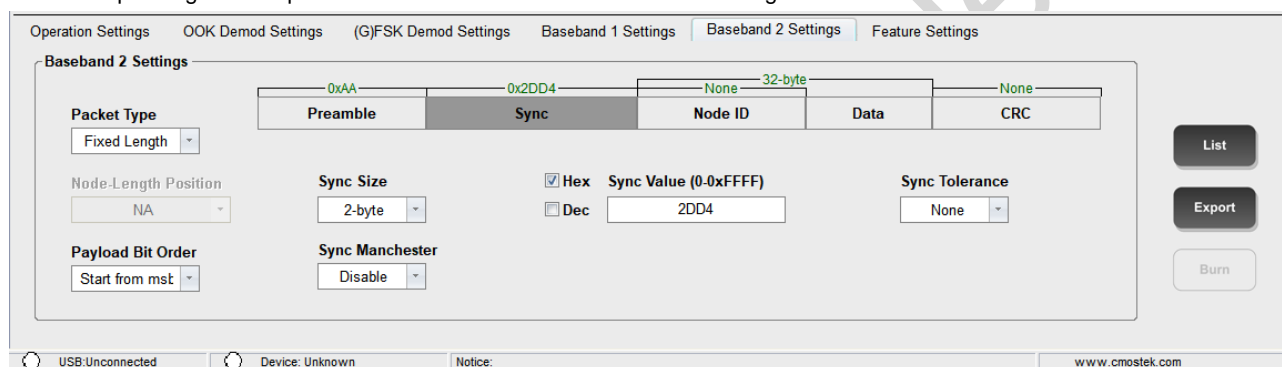 Operation Settings OOK Demod Settings (G)FSK Demod Settings Baseband 1 Settings Baseband 2 Settings Feature Settings
Baseband 2 Settings
32-byte
0xAA 0x2DD4 None None
Preamble Sync Node ID Data CRC
Packet Type
Fixed Length
List
Node-Length Position Sync Size Hex Sync Value (0-0xFFFF) Sync Tolerance
NA 2-byte Dec 2DD4 None
Export
Payload Bit Order Sync Manchester
Start from msb Disable
Burn
USB:Unconnected Device: Unknown Notice: www.cmostek.com